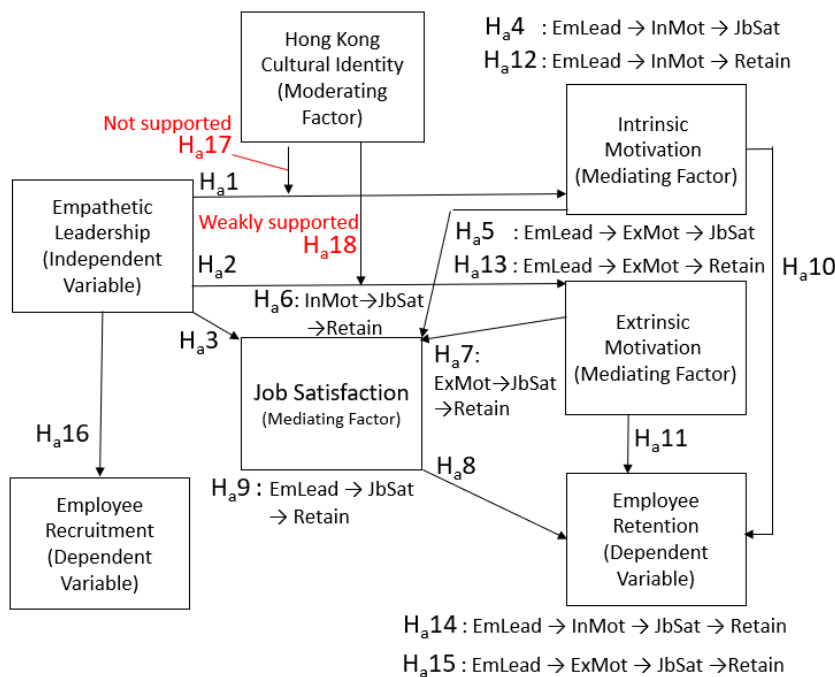 Hong Kong
Cultural Identity
(Moderating
Factor)
Hₐ4 : EmLead → InMot → JbSat
Hₐ12 : EmLead → InMot → Retain
Not supported
Hₐ17
Intrinsic
Motivation
(Mediating Factor)
Hₐ1
Empathetic
Leadership
(Independent
Variable)
Weakly supported
Hₐ18
Hₐ2
Hₐ5 : EmLead → ExMot → JbSat
Hₐ13 : EmLead → ExMot → Retain
Hₐ10
Hₐ6: InMot→JbSat
→Retain
Hₐ3
Job Satisfaction
(Mediating Factor)
Hₐ7:
ExMot→JbSat
→Retain
Extrinsic
Motivation
(Mediating Factor)
Hₐ16
Hₐ11
Hₐ8
Hₐ9 : EmLead → JbSat
→ Retain
Employee
Recruitment
(Dependent
Variable)
Employee
Retention
(Dependent
Variable)
Hₐ14 : EmLead → InMot → JbSat → Retain
Hₐ15 : EmLead → ExMot → JbSat →Retain